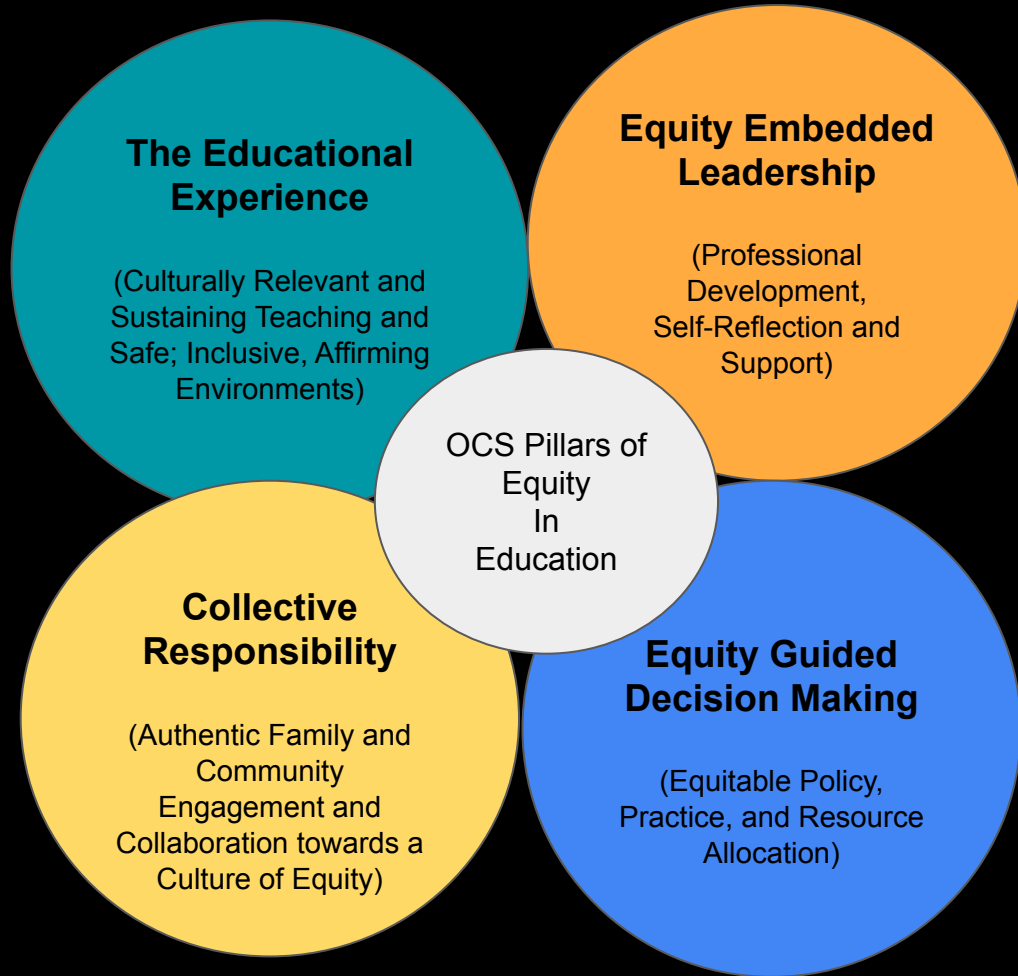 The Educational
Experience
(Culturally Relevant and
Sustaining Teaching and
Safe; Inclusive, Affirming
Environments)
Equity Embedded
Leadership
(Professional
Development,
Self-Reflection and
Support)
OCS Pillars of
Equity
In
Education
Collective
Responsibility
(Authentic Family and
Community
Engagement and
Collaboration towards a
Culture of Equity)
Equity Guided
Decision Making
(Equitable Policy,
Practice, and Resource
Allocation)